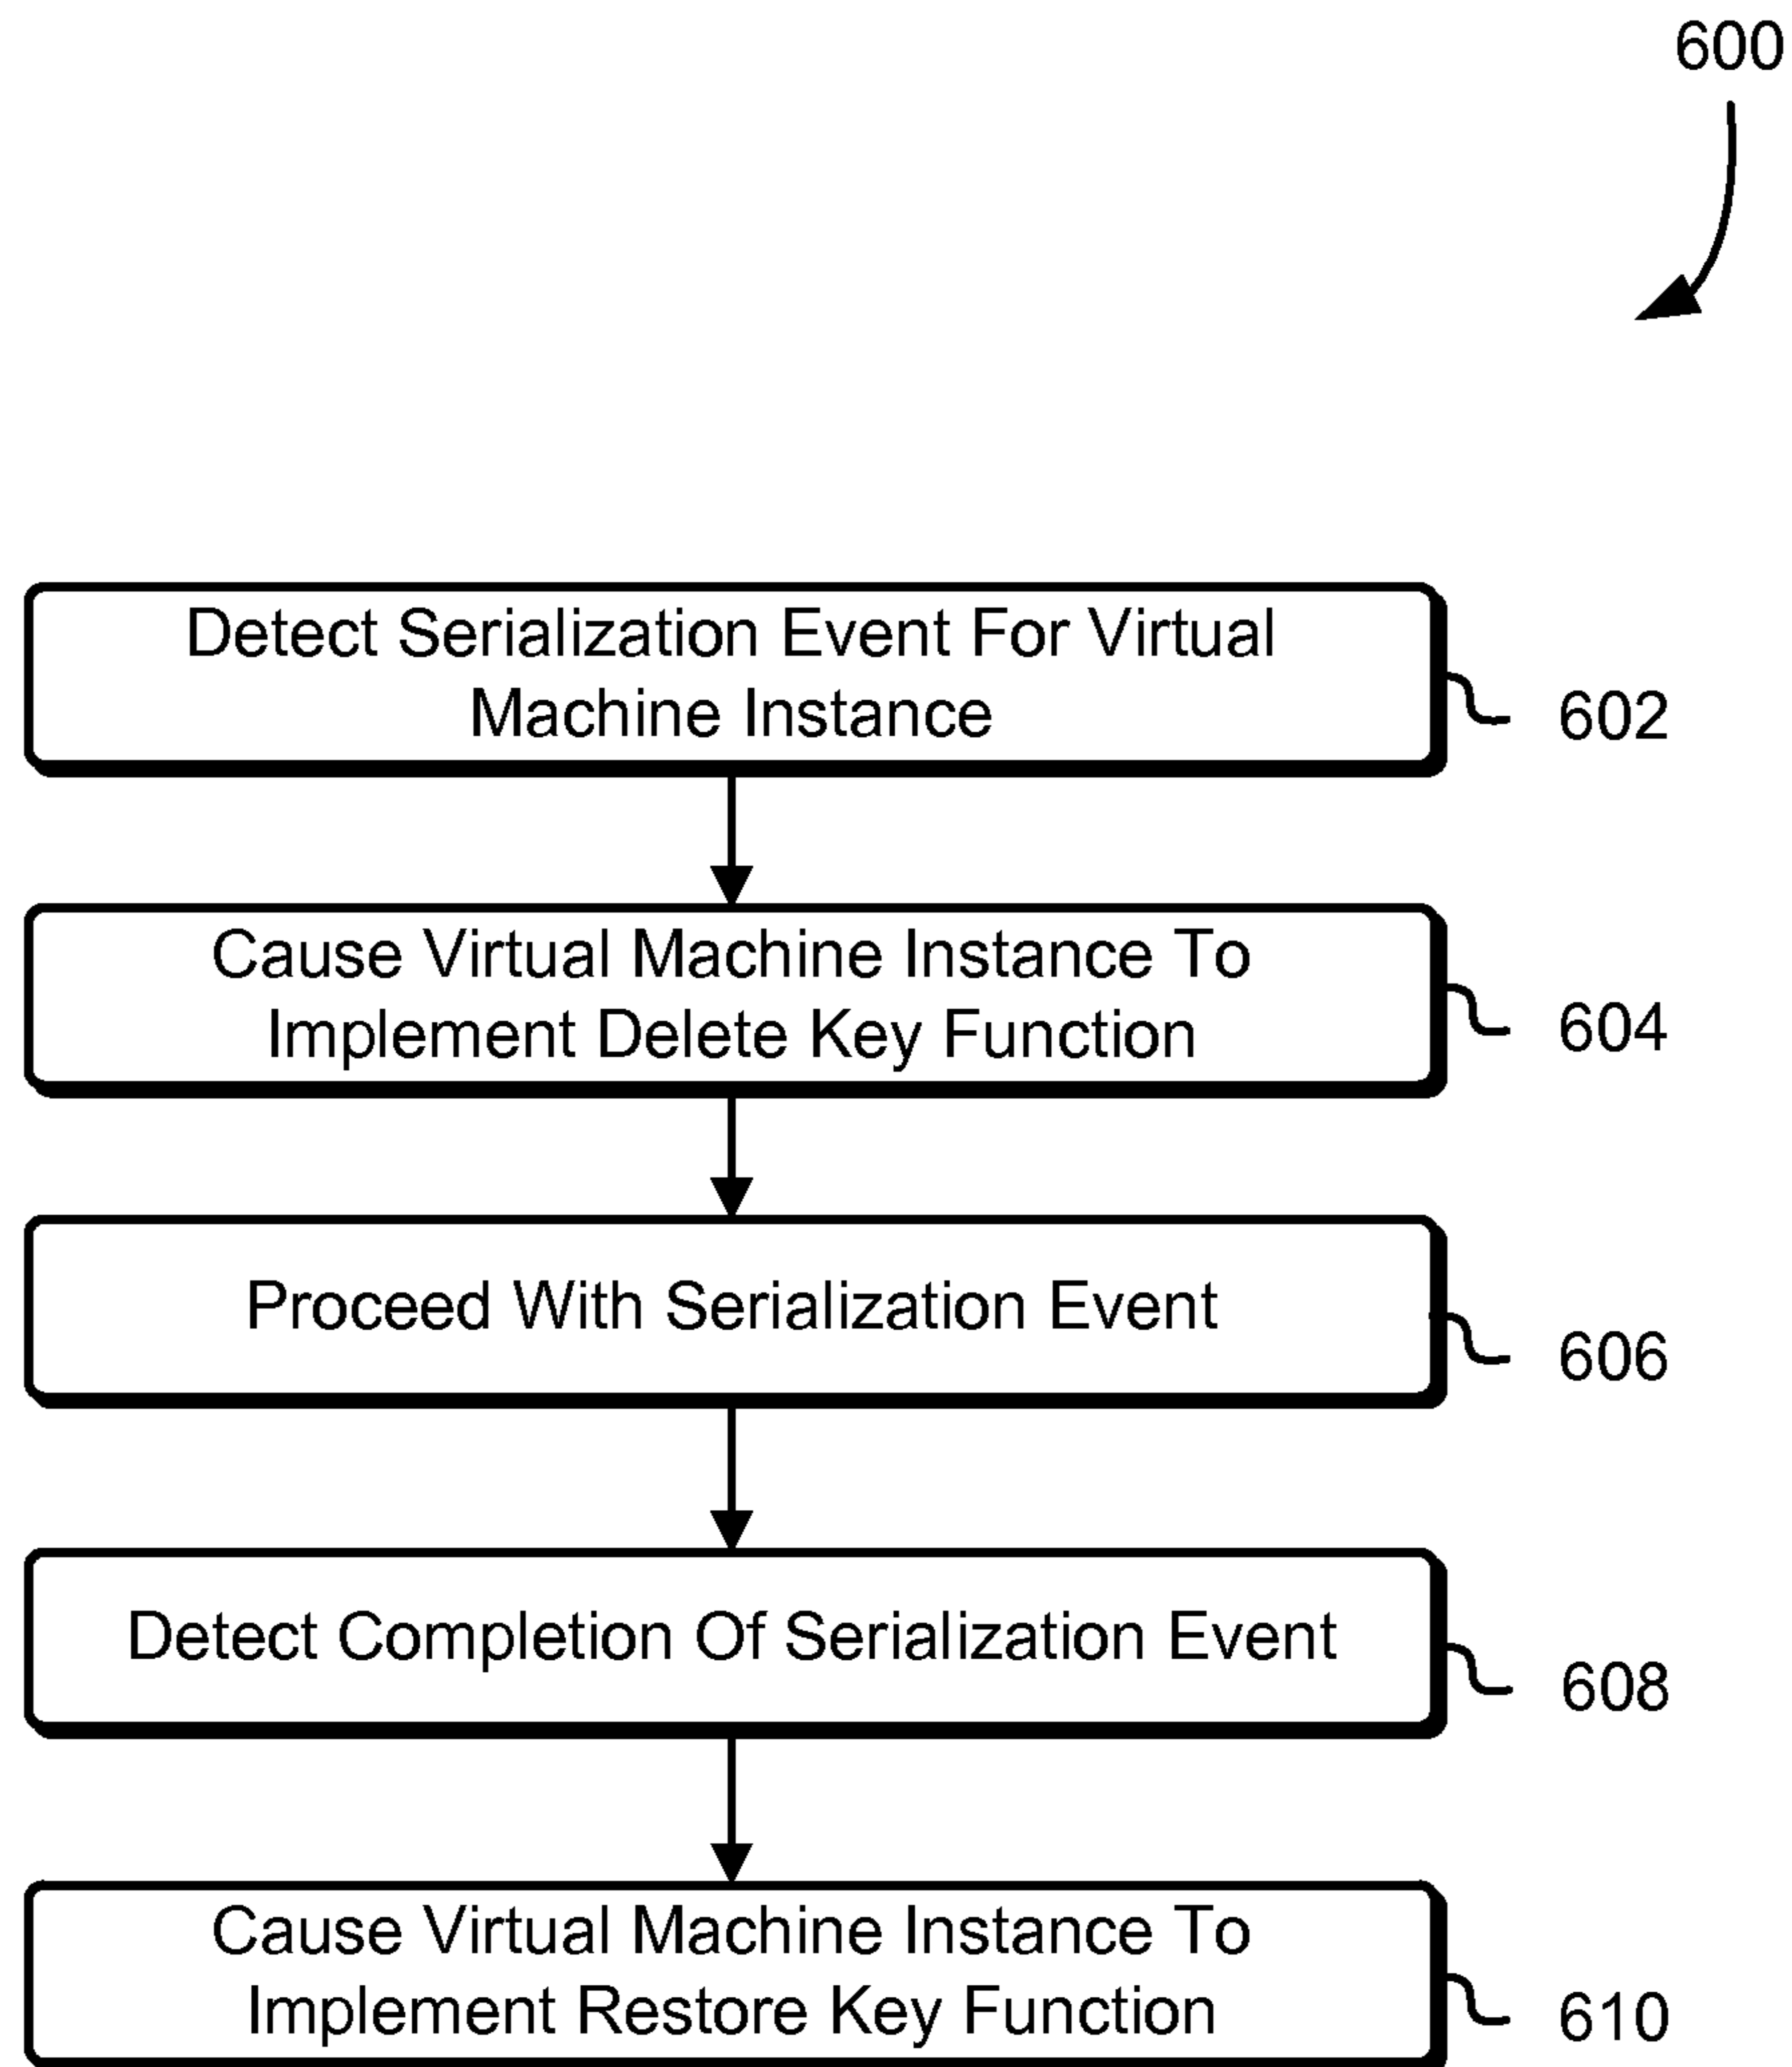 600
Detect Serialization Event For Virtual
Machine Instance
602
Cause Virtual Machine Instance To
Implement Delete Key Function
604
Proceed With Serialization Event
606
Detect Completion Of Serialization Event
608
Cause Virtual Machine Instance To
Implement Restore Key Function
610